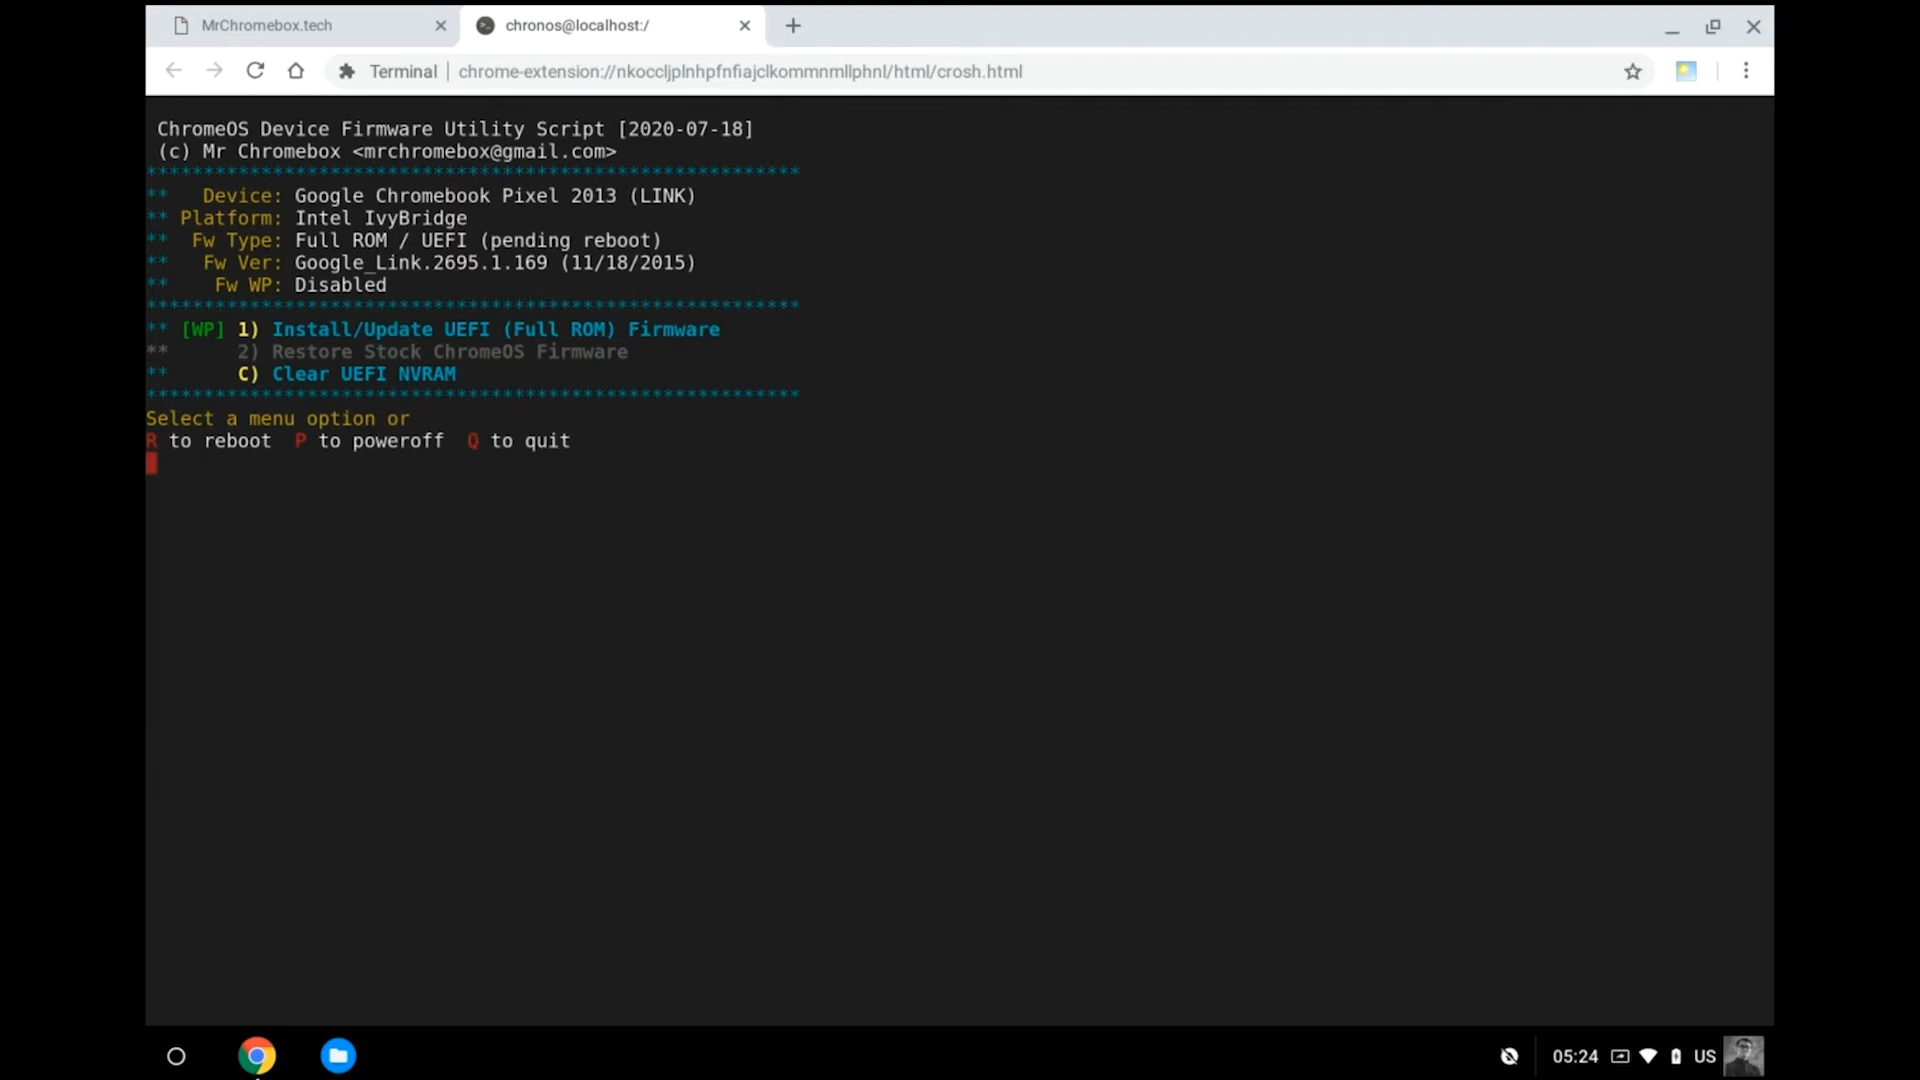 MrChromebox.tech
chronos@localhost:/
Terminal
chrome-extension://nkoccljplnhpfnfiajclkommnmllphnl/html/crosh.html
ChromeOS Device Firmware Utility Script [2020-07-18]
(c) Mr Chromebox <mrchromebox@gmail.com>
*********************************************************
**   Device: Google Chromebook Pixel 2013 (LINK)
** Platform: Intel IvyBridge
**  Fw Type: Full ROM / UEFI (pending reboot)
**   Fw Ver: Google_Link.2695.1.169 (11/18/2015)
**    Fw WP: Disabled
*********************************************************
** [WP] 1) Install/Update UEFI (Full ROM) Firmware
**      2) Restore Stock ChromeOS Firmware
**      C) Clear UEFI NVRAM
*********************************************************
Select a menu option or
R to reboot  P to poweroff  Q to quit
05:24 US